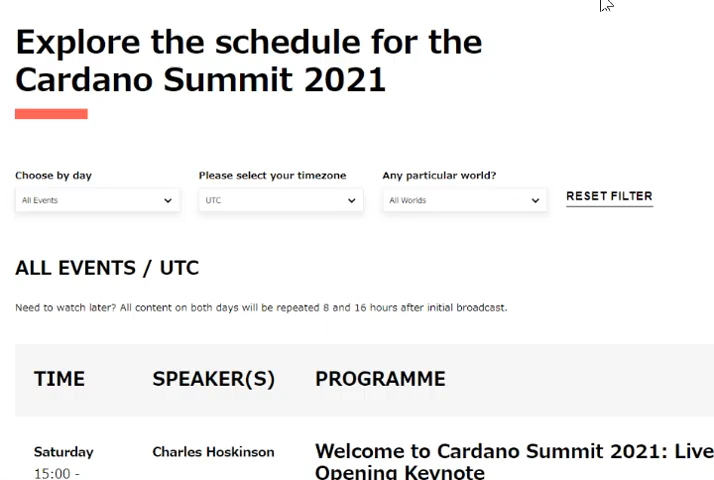 Explore the schedule for the
Cardano Summit 2021
Choose by day Please select your timezone Any particular world?
All Events UTC All Worlds RESET FILTER
ALL EVENTS / UTC
Need to watch later? All content on both days will be repeated 8 and 16 hours after initial broadcast.
TIME SPEAKER(S) PROGRAMME
Saturday Charles Hoskinson Welcome to Cardano Summit 2021: Live
15:00 - Opening Keynote